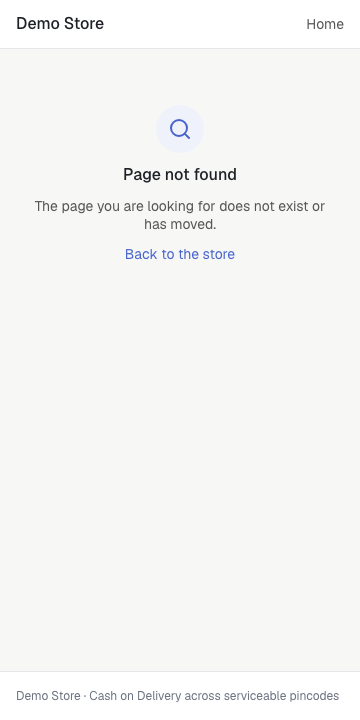 Demo Store
Home
Page not found
The page you are looking for does not exist or
has moved.
Back to the store
Demo Store · Cash on Delivery across serviceable pincodes